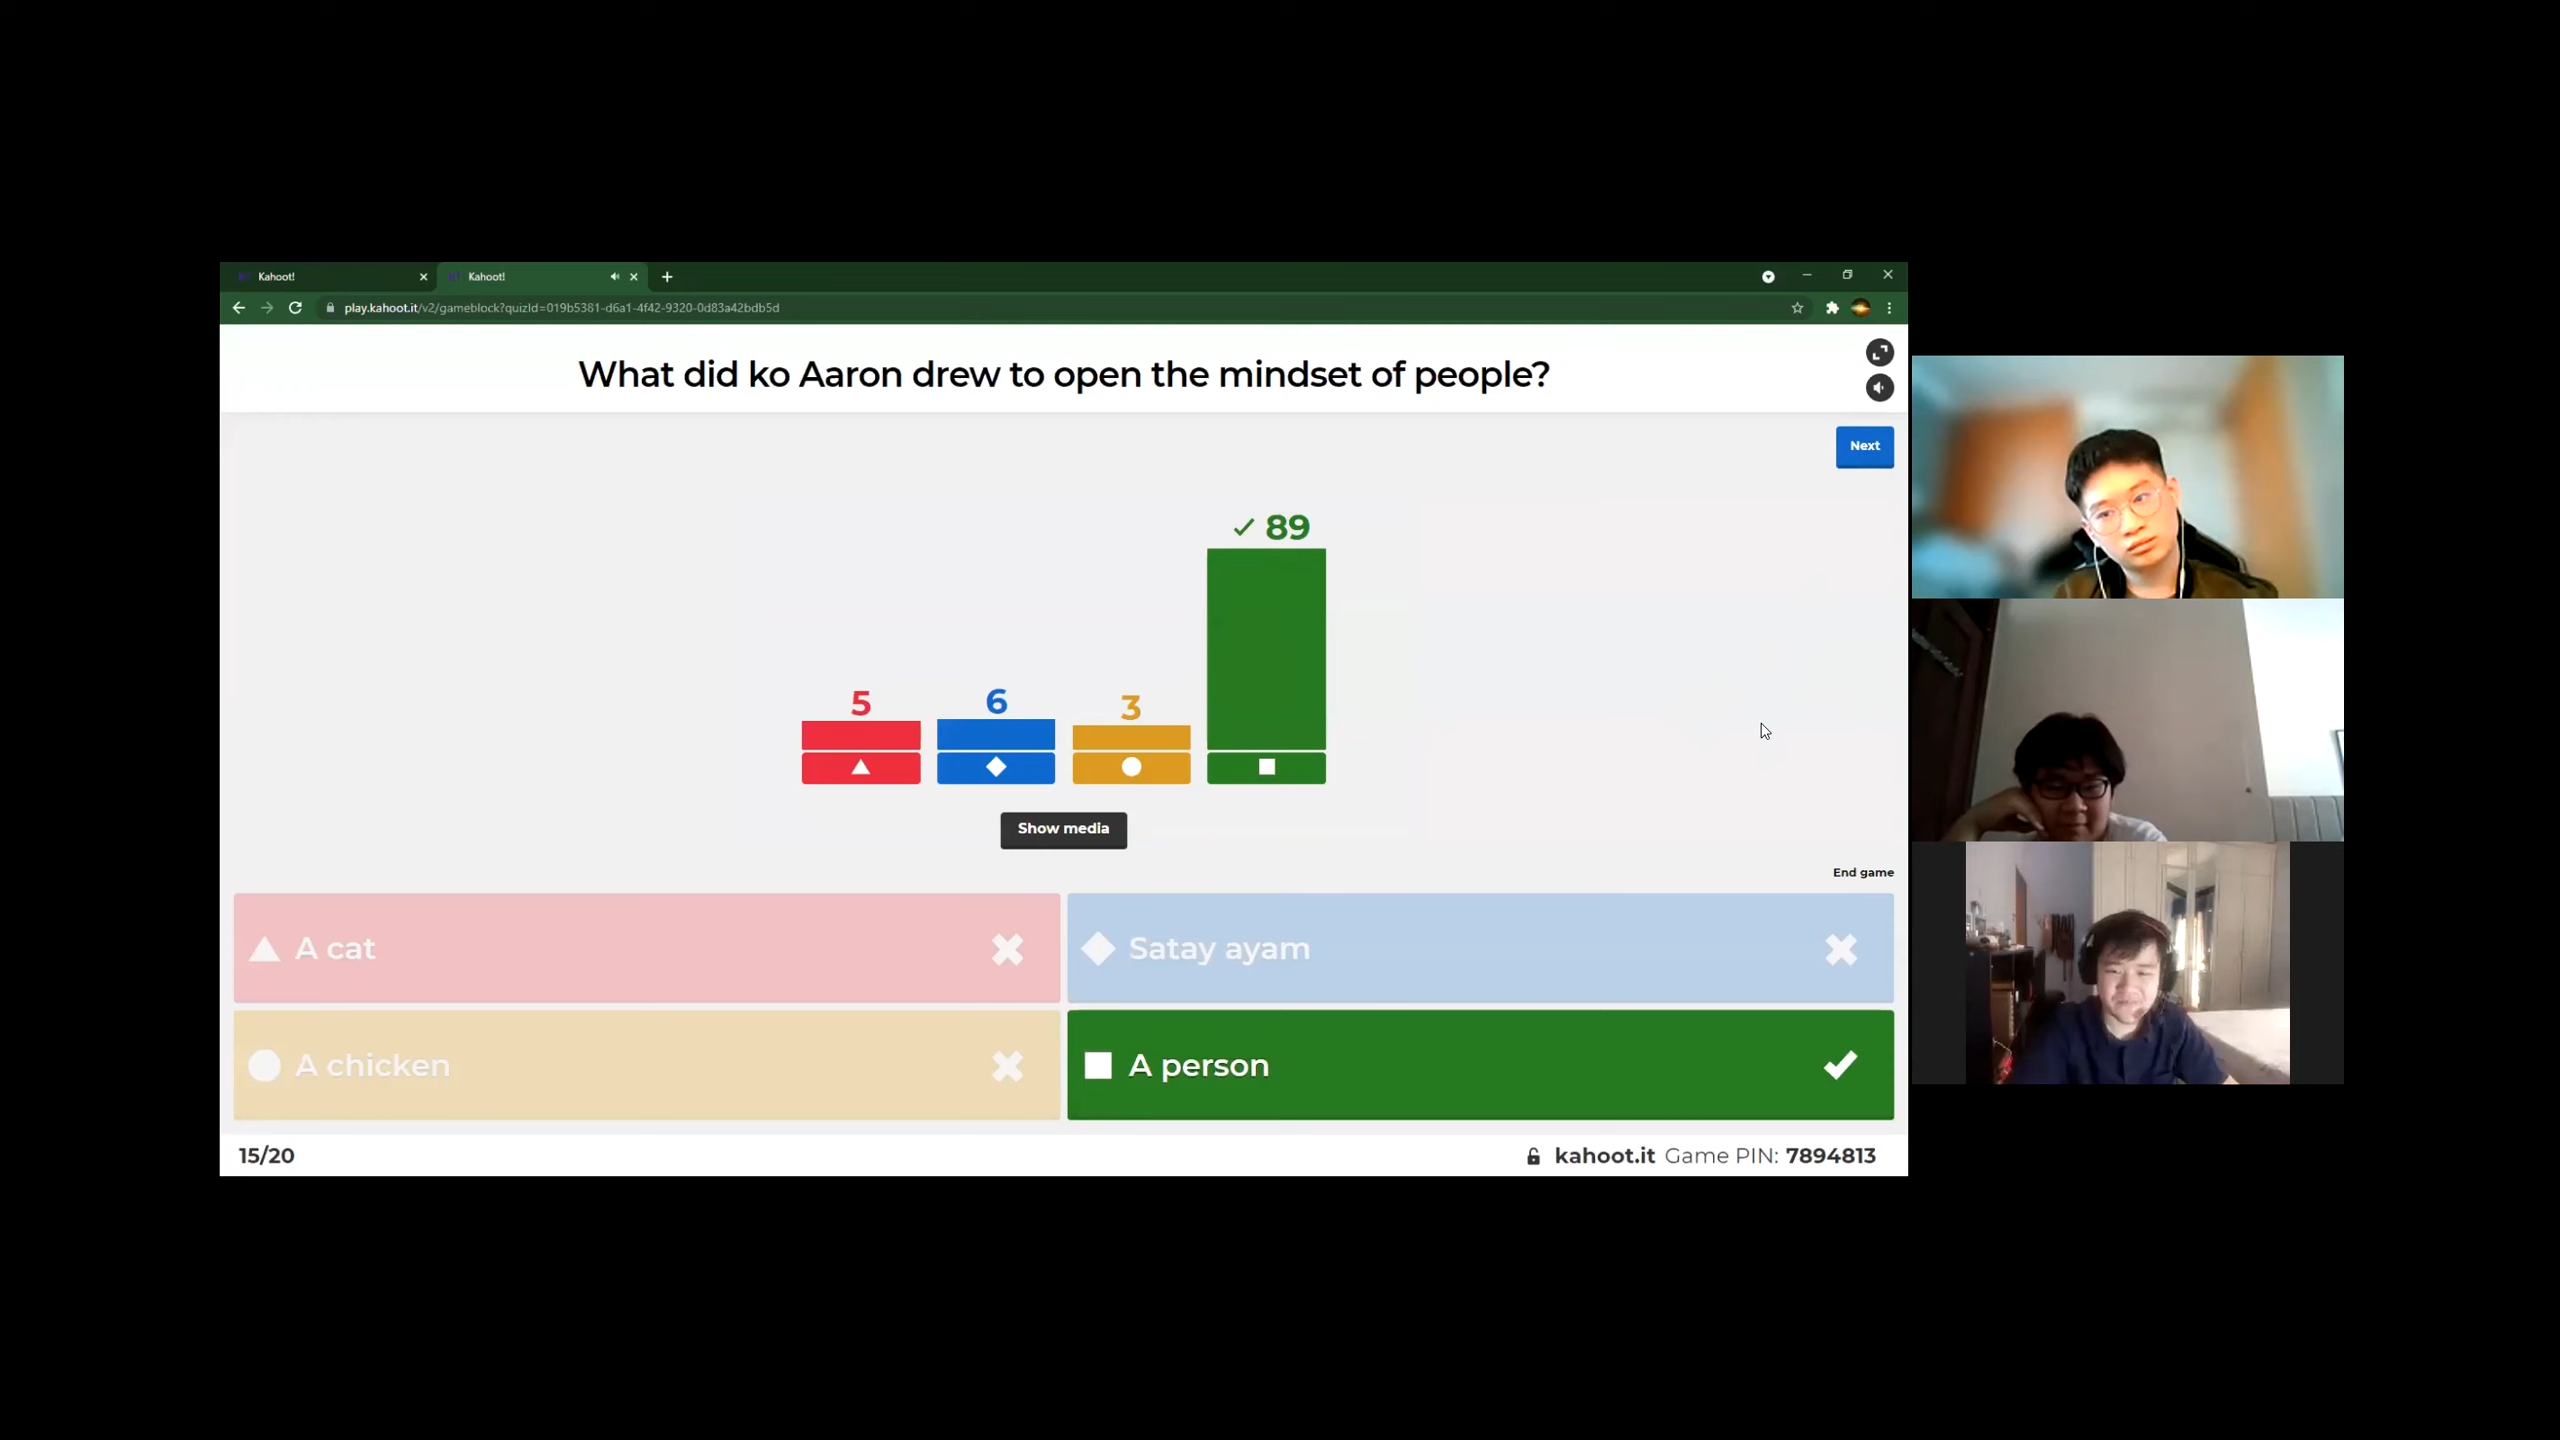 Kahoot!
Kahoot!
play.kahoot.it/v2/gameblock?quizId=019b5381-d6a1-4f42-9320-0d83a42bdb5d
What did ko Aaron drew to open the mindset of people?
Next
89
5
6
3
Show media
End game
A cat
Satay ayam
A chicken
A person
15/20
kahoot.it Game PIN: 7894813